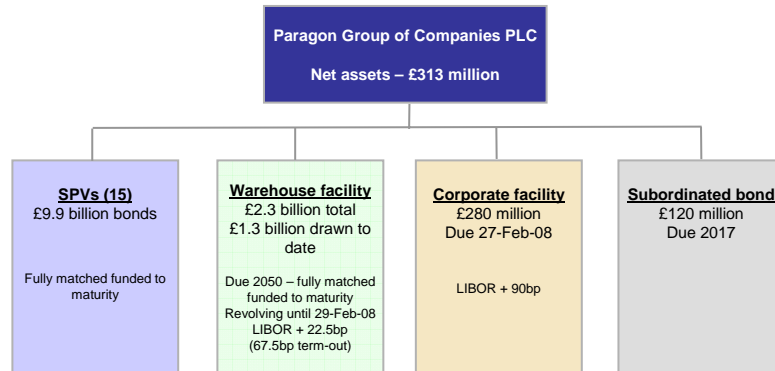 Paragon Group of Companies PLC
Net assets – £313 million
SPVs (15)
£9.9 billion bonds
Fully matched funded to
maturity
Warehouse facility
£2.3 billion total
£1.3 billion drawn to
date
Due 2050 – fully matched
funded to maturity
Revolving until 29-Feb-08
LIBOR + 22.5bp
(67.5bp term-out)
Corporate facility
£280 million
Due 27-Feb-08
LIBOR + 90bp
Subordinated bond
£120 million
Due 2017